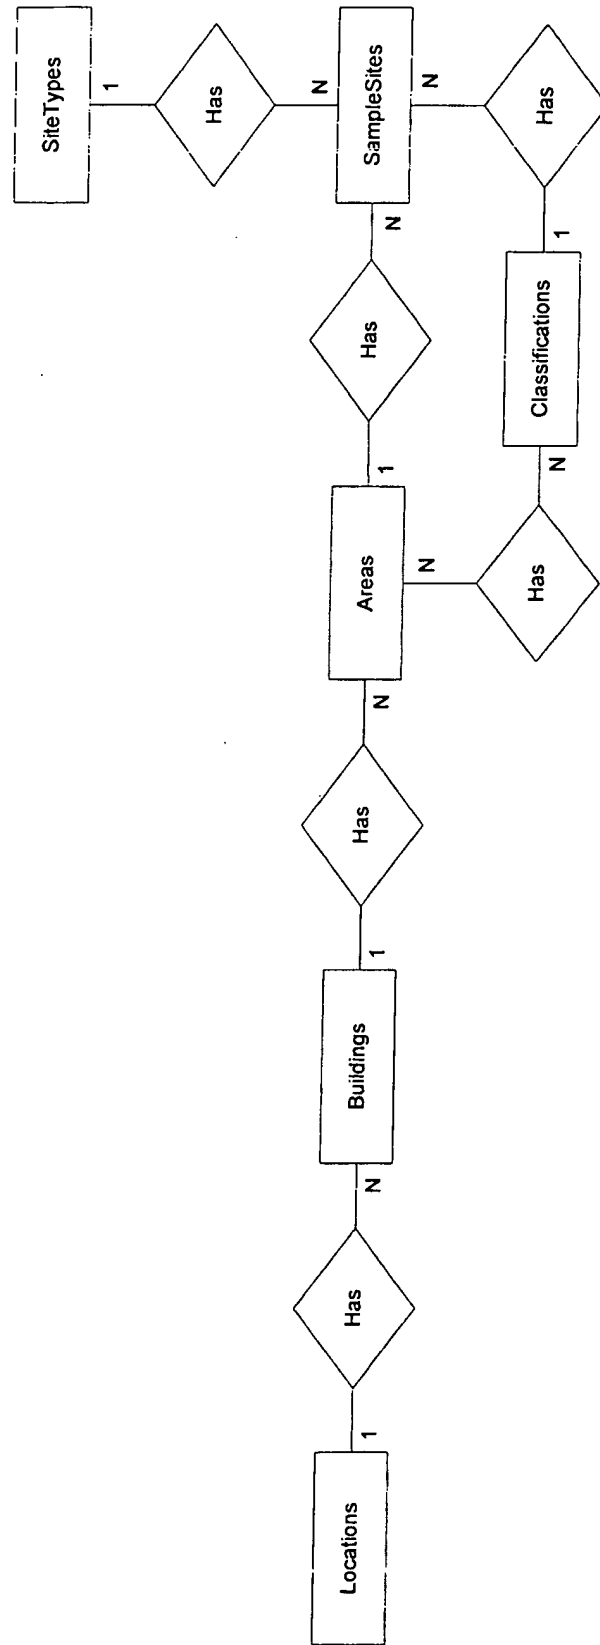 SiteTypes
1
Has
N
Locations
1
Has
N
Buildings
1
Has
N
Areas
1
Has
N
SampleSites
N
N
Has
N
Classifications
1
Has